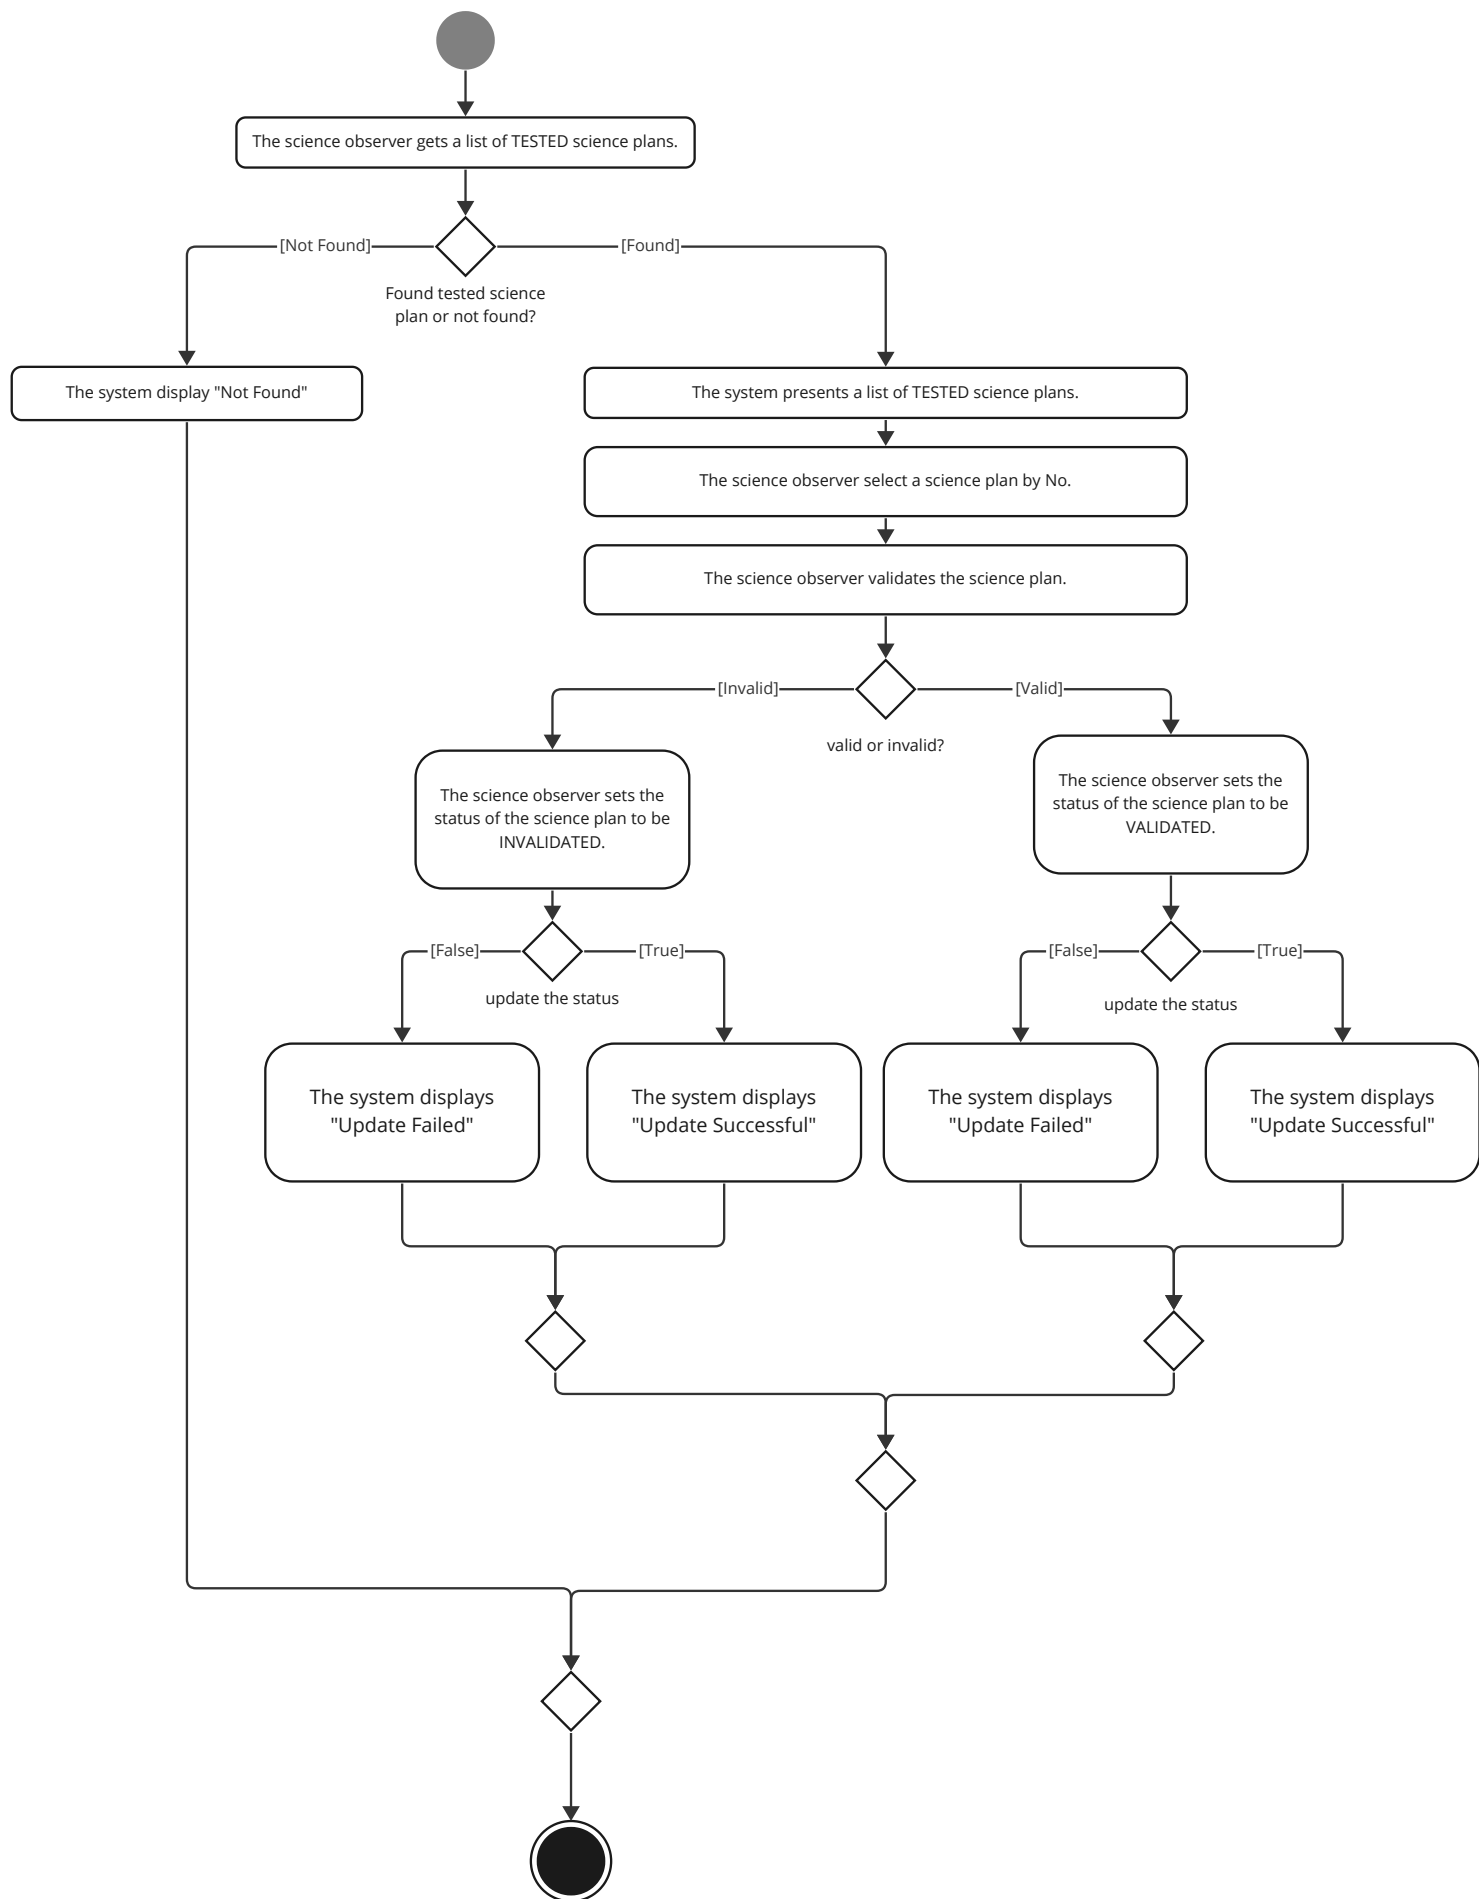 The science observer gets a list of TESTED science plans.
[Not Found]
[Found]
Found tested science
plan or not found?
The system display "Not Found"
The system presents a list of TESTED science plans.
The science observer select a science plan by No.
The science observer validates the science plan.
[Invalid]
[Valid]
valid or invalid?
The science observer sets the
status of the science plan to be
INVALIDATED.
The science observer sets the
status of the science plan to be
VALIDATED.
[False]
[True]
update the status
[False]
[True]
update the status
The system displays
"Update Failed"
The system displays
"Update Successful"
The system displays
"Update Failed"
The system displays
"Update Successful"